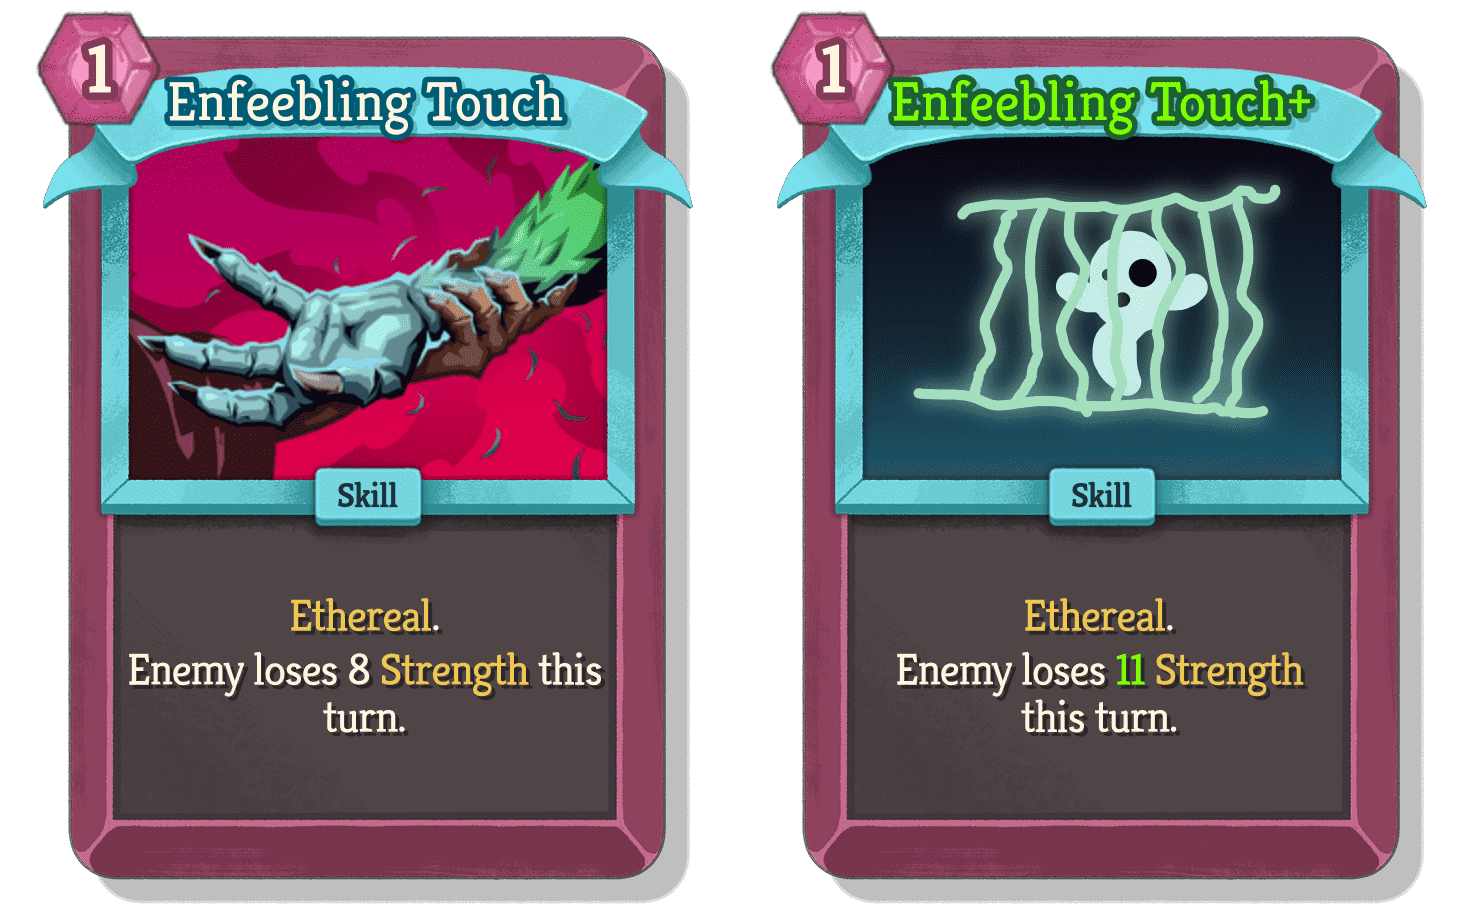 1
Enfeebling Touch
Skill
Ethereal.
Enemy loses 8 Strength this
turn.
1
Enfeebling Touch+
Skill
Ethereal.
Enemy loses 11 Strength
this turn.